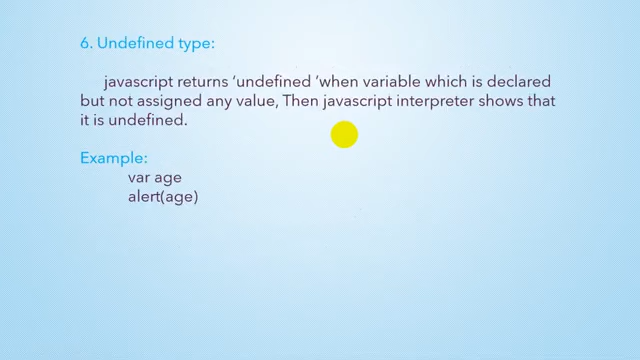 6. Undefined type:
javascript returns ‘undefined ‘when variable which is declared
but not assigned any value, Then javascript interpreter shows that
it is undefined.
Example:
var age
alert(age)